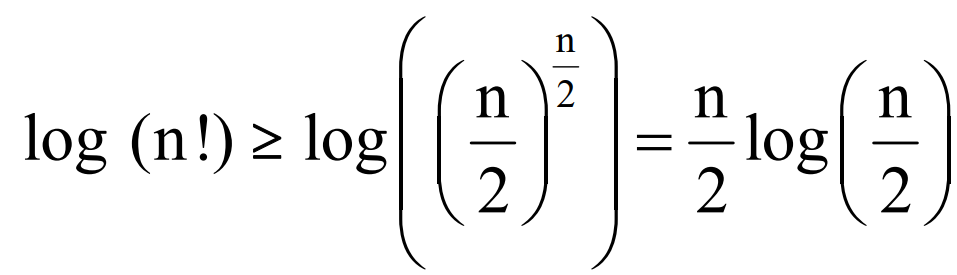 log (n!) ≥ log((n/2)^(n/2)) = n/2 log(n/2)